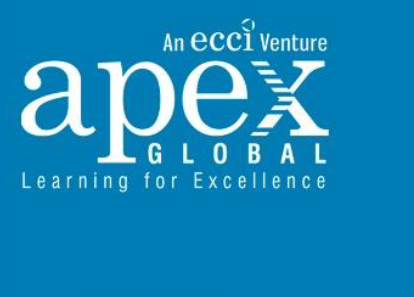 An ecci Venture
apex
GLOBAL
Learning for Excellence